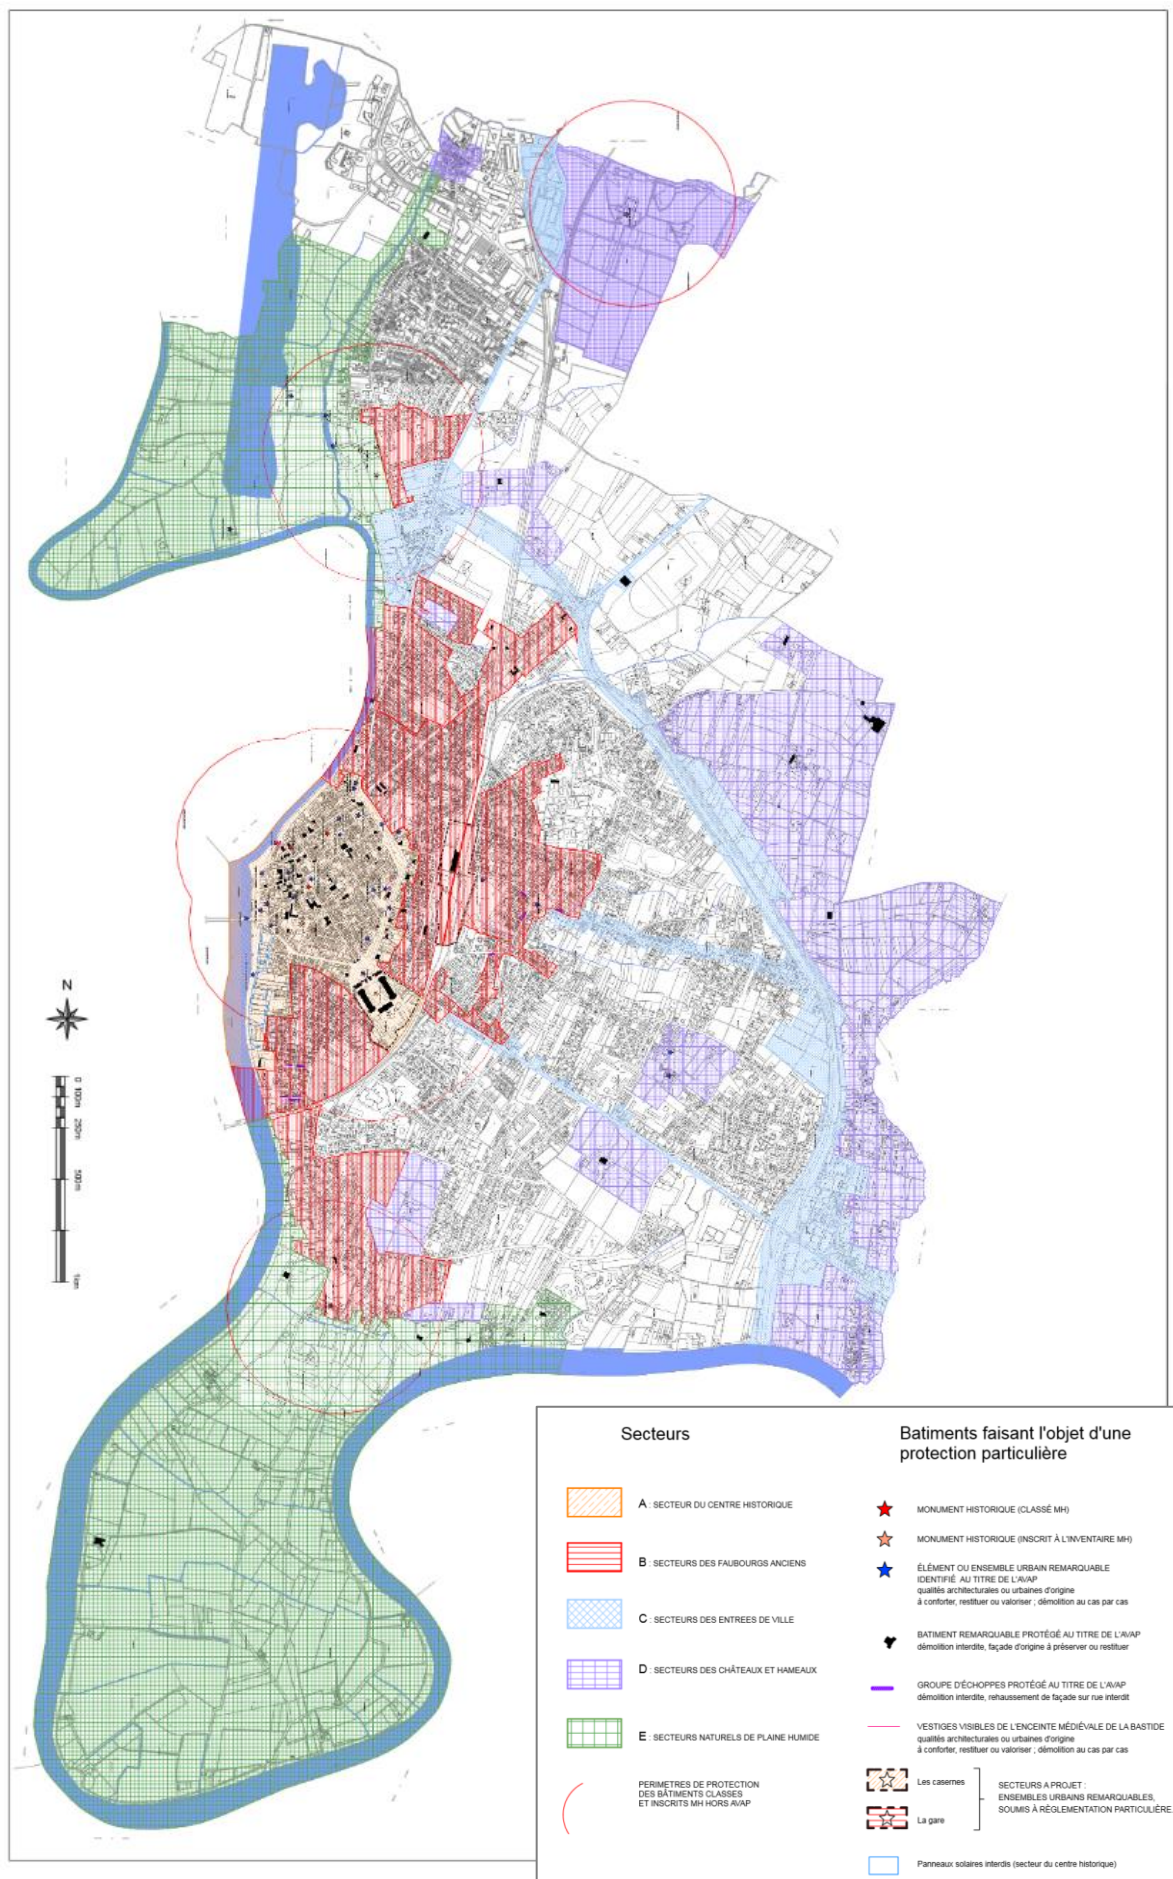 N
0
100m
250m
500m
1km
Secteurs
A : SECTEUR DU CENTRE HISTORIQUE
B : SECTEURS DES FAUBOURGS ANCIENS
C : SECTEURS DES ENTREES DE VILLE
D : SECTEURS DES CHÂTEAUX ET HAMEAUX
E : SECTEURS NATURELS DE PLAINE HUMIDE
PERIMETRES DE PROTECTION
DES BÂTIMENTS CLASSES
ET INSCRITS MH HORS AVAP
Batiments faisant l'objet d'une
protection particulière
MONUMENT HISTORIQUE (CLASSÉ MH)
MONUMENT HISTORIQUE (INSCRIT À L'INVENTAIRE MH)
ÉLÉMENT OU ENSEMBLE URBAIN REMARQUABLE
IDENTIFIÉ AU TITRE DE L'AVAP
qualités architecturales ou urbaines d'origine
à conforter, restituer ou valoriser ; démolition au cas par cas
BATIMENT REMARQUABLE PROTÉGÉ AU TITRE DE L'AVAP
démolition interdite, façade d'origine à préserver ou restituer
GROUPE D'ÉCHOPPES PROTÉGÉ AU TITRE DE L'AVAP
démolition interdite, rehaussement de façade sur rue interdit
VESTIGES VISIBLES DE L'ENCEINTE MÉDIÉVALE DE LA BASTIDE
qualités architecturales ou urbaines d'origine
à conforter, restituer ou valoriser ; démolition au cas par cas
Les casernes
La gare
SECTEURS A PROJET :
ENSEMBLES URBAINS REMARQUABLES,
SOUMIS À RÈGLEMENTATION PARTICULIÈRE
Panneaux solaires interdis (secteur du centre historique)